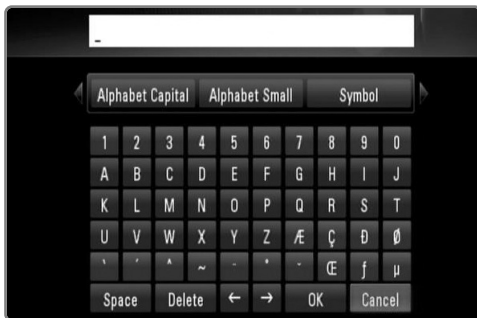 _
Alphabet Capital Alphabet Small Symbol
1 2 3 4 5 6 7 8 9 0
A B C D E F G H I J
K L M N O P Q R S T
U V W X Y Z Æ Ç Ð Ø
` ´ ^ ~ Œ ƒ µ
Space Delete ← → OK Cancel